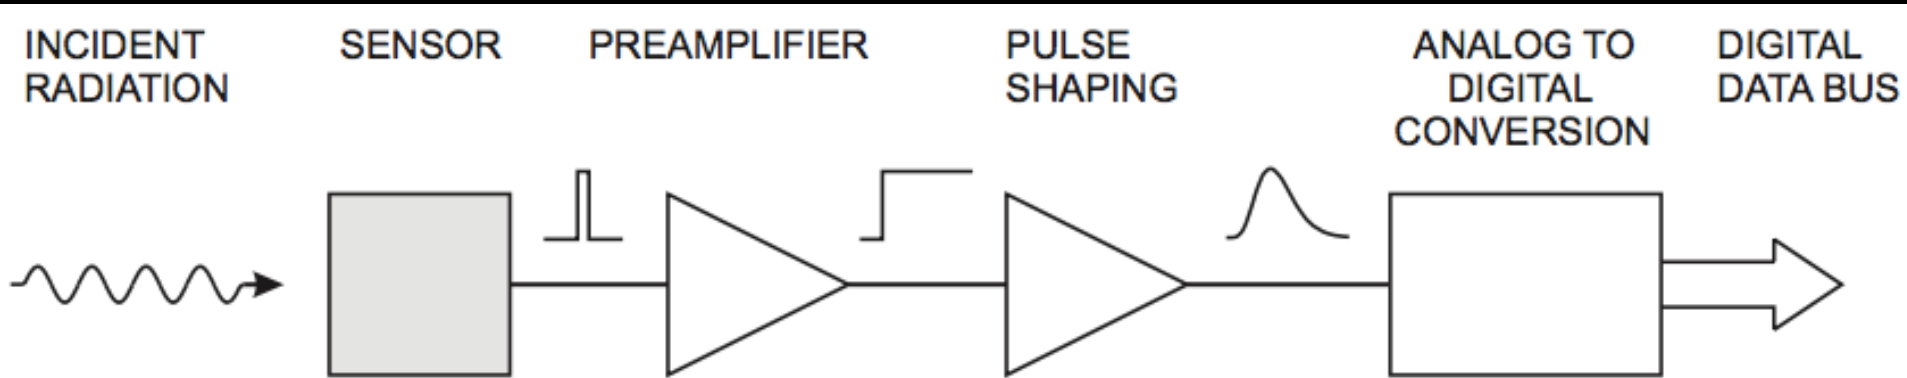 INCIDENT
RADIATION
SENSOR
PREAMPLIFIER
PULSE
SHAPING
ANALOG TO
DIGITAL
CONVERSION
DIGITAL
DATA BUS